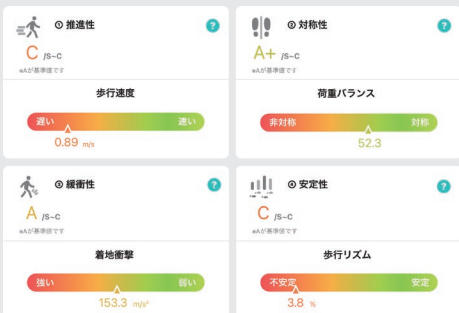 ① 推進性
?
C /S~C
※Aが基準値です
歩行速度
遅い 速い
0.89 m/s
② 対称性
?
A+ /S~C
※Aが基準値です
荷重バランス
非対称 対称
52.3
③ 緩衝性
?
A /S~C
※Aが基準値です
着地衝撃
強い 弱い
153.3 m/s²
④ 安定性
?
C /S~C
※Aが基準値です
歩行リズム
不安定 安定
3.8 %